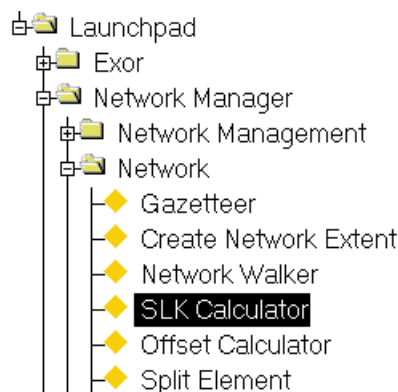 Launchpad
Exor
Network Manager
Network Management
Network
Gazetteer
Create Network Extent
Network Walker
SLK Calculator
Offset Calculator
Split Element